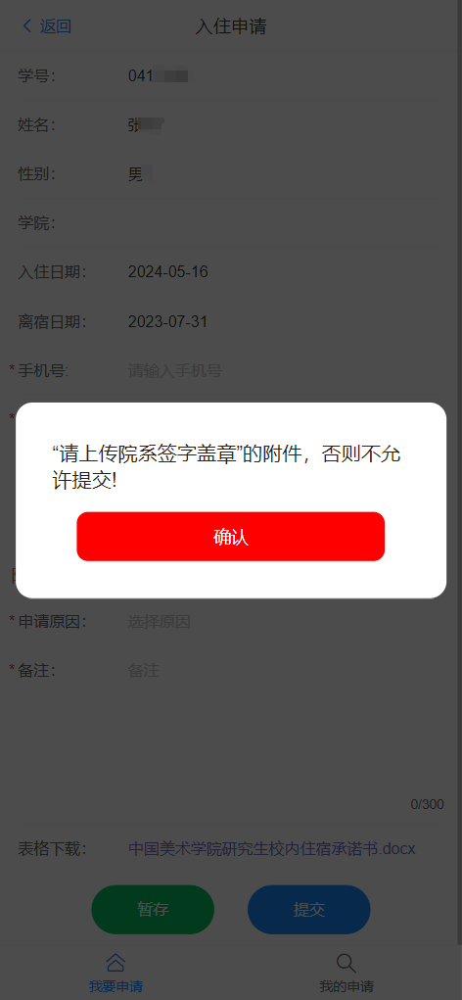 返回
入住申请
学号：
041
姓名：
张
性别：
男
学院：
入住日期：
2024-05-16
离宿日期：
2023-07-31
*手机号:
请输入手机号
*
“请上传院系签字盖章”的附件，否则不允
许提交!
确认
*申请原因：
选择原因
*备注：
备注
0/300
表格下载：
中国美术学院研究生校内住宿承诺书.docx
暂存
提交
我要申请
我的申请